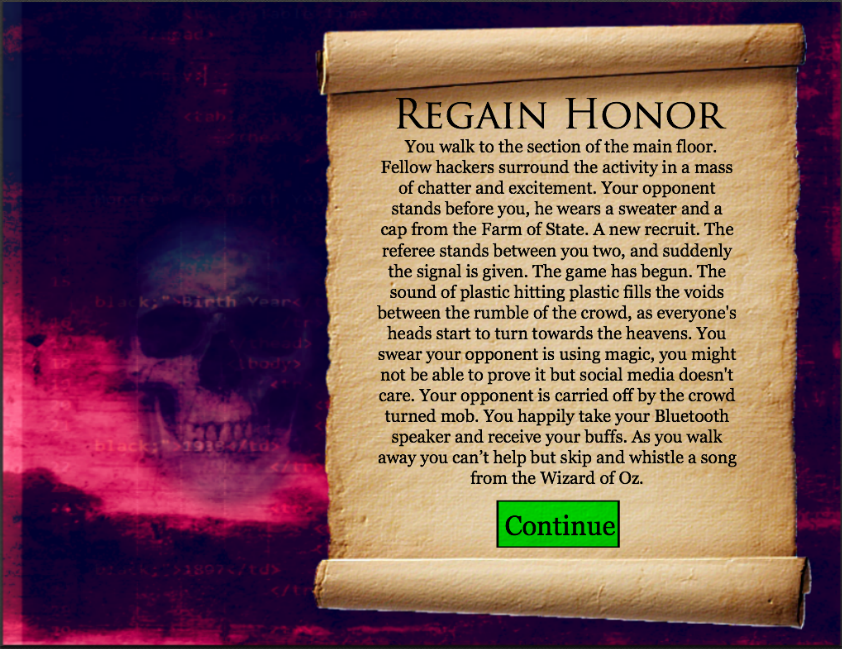 Regain Honor
You walk to the section of the main floor.
Fellow hackers surround the activity in a mass
of chatter and excitement. Your opponent
stands before you, he wears a sweater and a
cap from the Farm of State. A new recruit. The
referee stands between you two, and suddenly
the signal is given. The game has begun. The
sound of plastic hitting plastic fills the voids
between the rumble of the crowd, as everyone's
heads start to turn towards the heavens. You
swear your opponent is using magic, you might
not be able to prove it but social media doesn't
care. Your opponent is carried off by the crowd
turned mob. You happily take your Bluetooth
speaker and receive your buffs. As you walk
away you can't help but skip and whistle a song
from the Wizard of Oz.
Continue
black;">Birth Year<